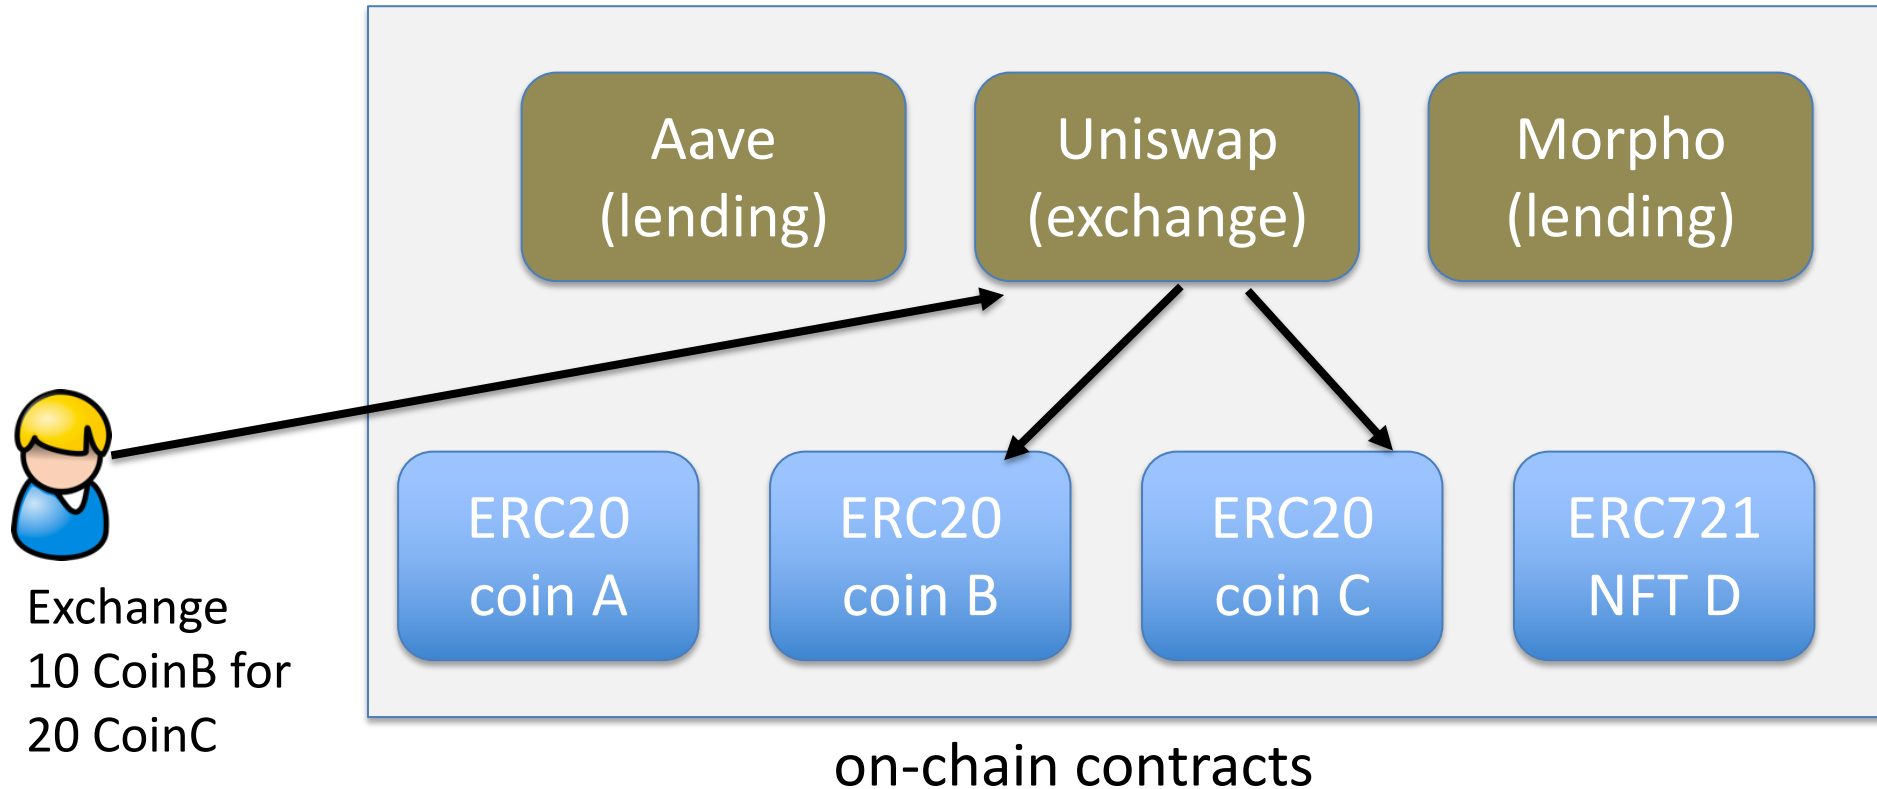 Aave
(lending)
Uniswap
(exchange)
Morpho
(lending)
ERC20
coin A
ERC20
coin B
ERC20
coin C
ERC721
NFT D
Exchange
10 CoinB for
20 CoinC
on-chain contracts